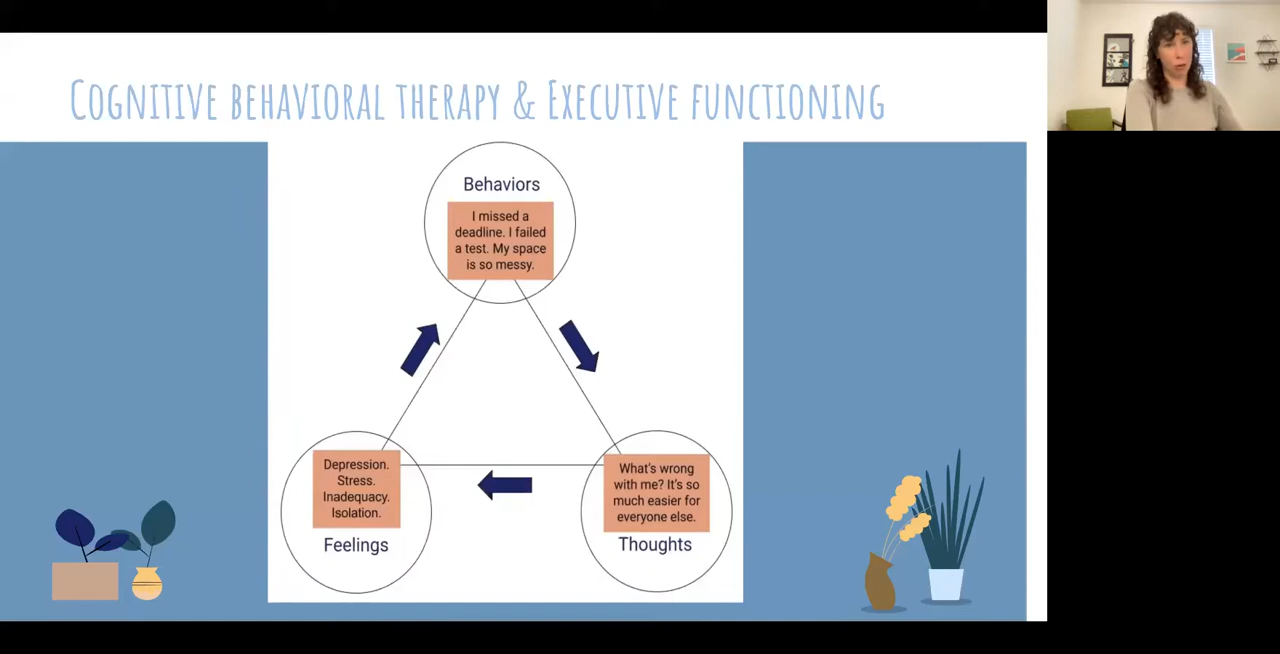 Cognitive behavioral therapy & Executive functioning
Behaviors
I missed a
deadline. I failed
a test. My space
is so messy.
Depression.
Stress.
Inadequacy.
Isolation.
Feelings
What's wrong
with me? It's so
much easier for
everyone else.
Thoughts